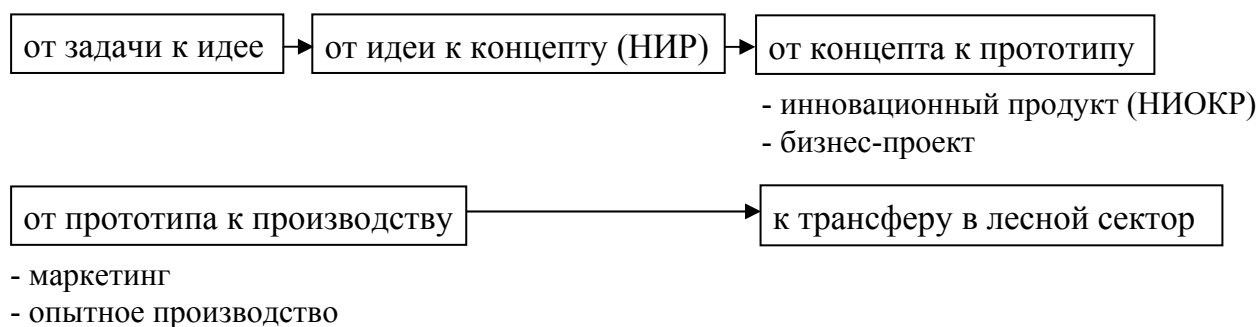 от задачи к идее
от идеи к концепту (НИР)
от концепта к прототипу
- инновационный продукт (НИОКР)
- бизнес-проект
от прототипа к производству
к трансферу в лесной сектор
- маркетинг
- опытное производство